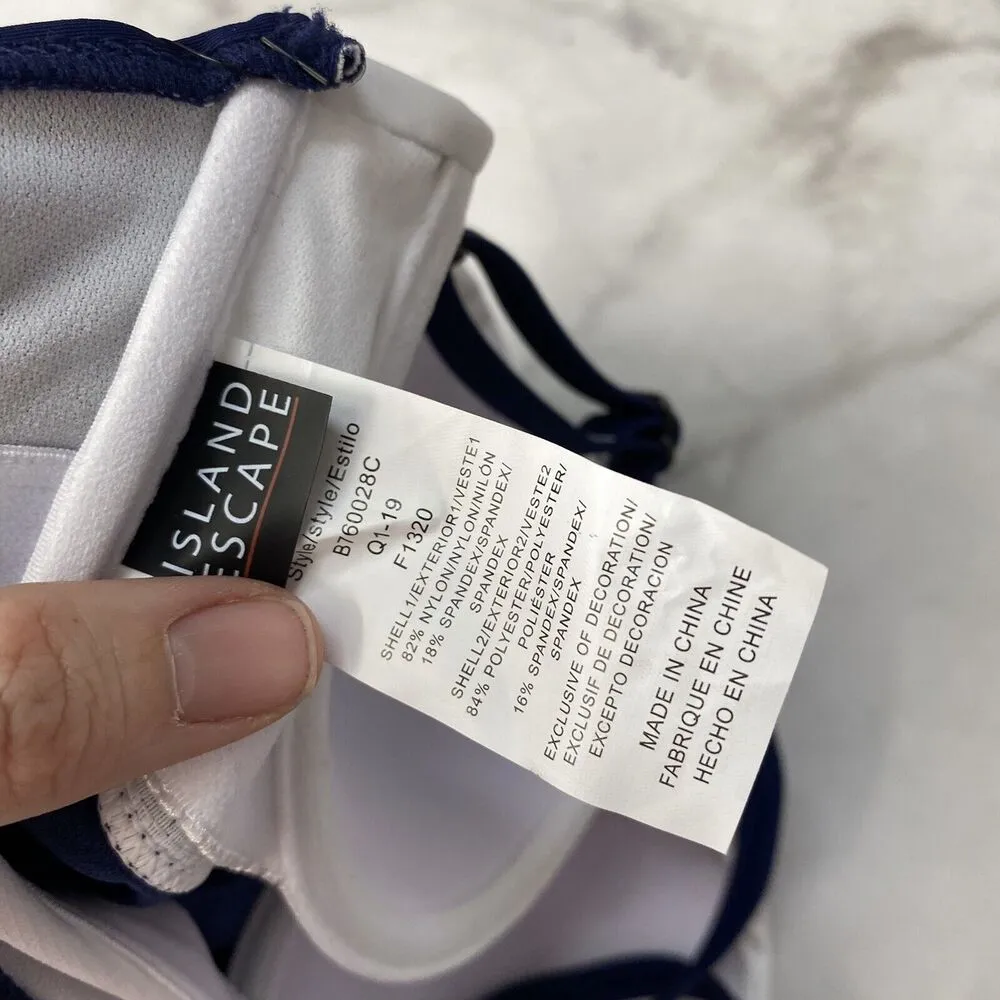 ISLAND
ESCAPE
Style/style/Estilo
B760028C
Q1-19
F1320
SHELL1/EXTERIOR1/VESTE1
82% NYLON/NYLON/NILÓN
18% SPANDEX/SPANDEX/
SPANDEX
SHELL2/EXTERIOR2/VESTE2
84% POLYESTER/POLYESTER/
POLIÉSTER
16% SPANDEX/SPANDEX/
SPANDEX
EXCLUSIVE OF DECORATION/
EXCLUSIF DE DECORATION/
EXCEPTO DECORACION
MADE IN CHINA
FABRIQUE EN CHINE
HECHO EN CHINA